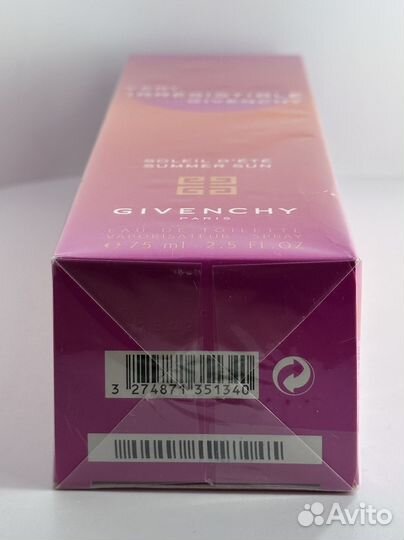 VERY
IRRESISTIBLE
GIVENCHY
SOLEIL D'ÉTÉ
SUMMER SUN
GIVENCHY
PARIS
EAU DE TOILETTE
VAPORISATEUR - SPRAY
e 75 ml - 2.5 FL.OZ
3 274871 351340
Avito